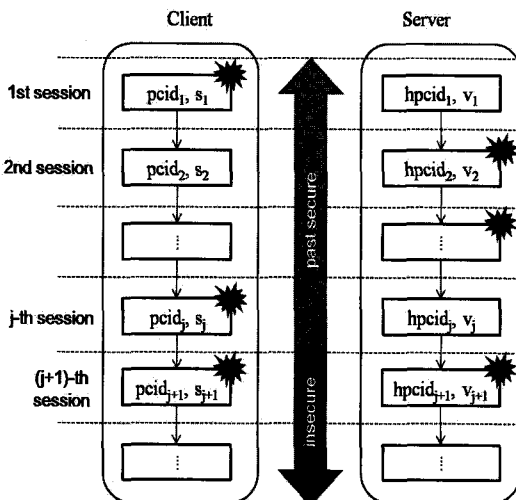 Client
Server
1st session
pcid₁, s₁
hpcid₁, v₁
2nd session
pcid₂, s₂
hpcid₂, v₂
past secure
⋮
⋮
j-th session
pcidⱼ, sⱼ
hpcidⱼ, vⱼ
(j+1)-th
session
pcidⱼ₊₁, sⱼ₊₁
hpcidⱼ₊₁, vⱼ₊₁
insecure
⋮
⋮